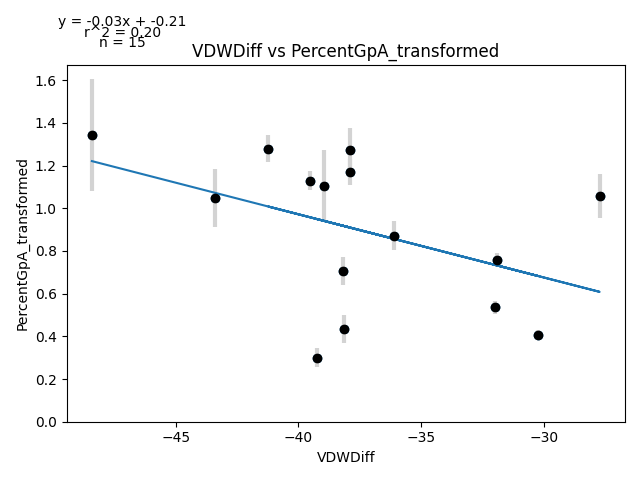 y = -0.03x + -0.21
r^2 = 0.20
n = 15
VDWDiff vs PercentGpA_transformed
PercentGpA_transformed
1.6
1.4
1.2
1.0
0.8
0.6
0.4
0.2
0.0
−45 −40 −35 −30
VDWDiff